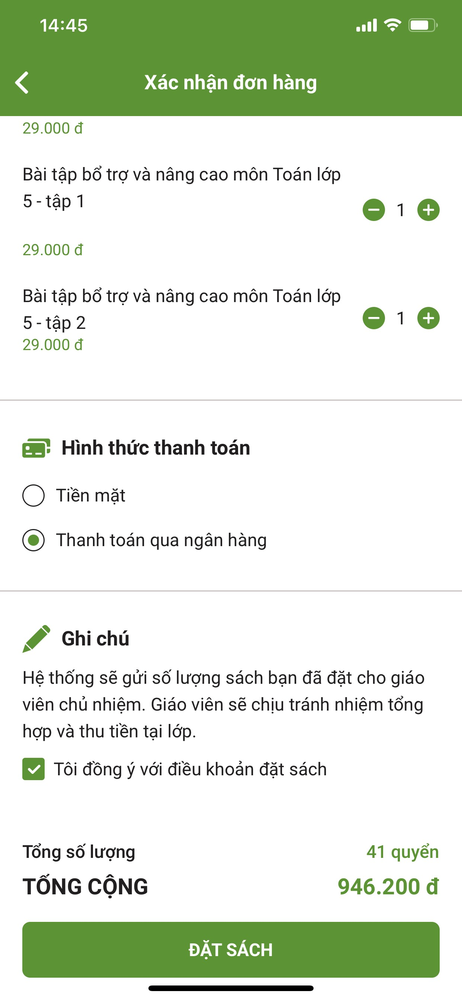 14:45
Xác nhận đơn hàng
29.000 đ
Bài tập bổ trợ và nâng cao môn Toán lớp
5 - tập 1
1
29.000 đ
Bài tập bổ trợ và nâng cao môn Toán lớp
5 - tập 2
1
29.000 đ
Hình thức thanh toán
Tiền mặt
Thanh toán qua ngân hàng
Ghi chú
Hệ thống sẽ gửi số lượng sách bạn đã đặt cho giáo
viên chủ nhiệm. Giáo viên sẽ chịu tránh nhiệm tổng
hợp và thu tiền tại lớp.
Tôi đồng ý với điều khoản đặt sách
Tổng số lượng 41 quyển
TỔNG CỘNG 946.200 đ
ĐẶT SÁCH